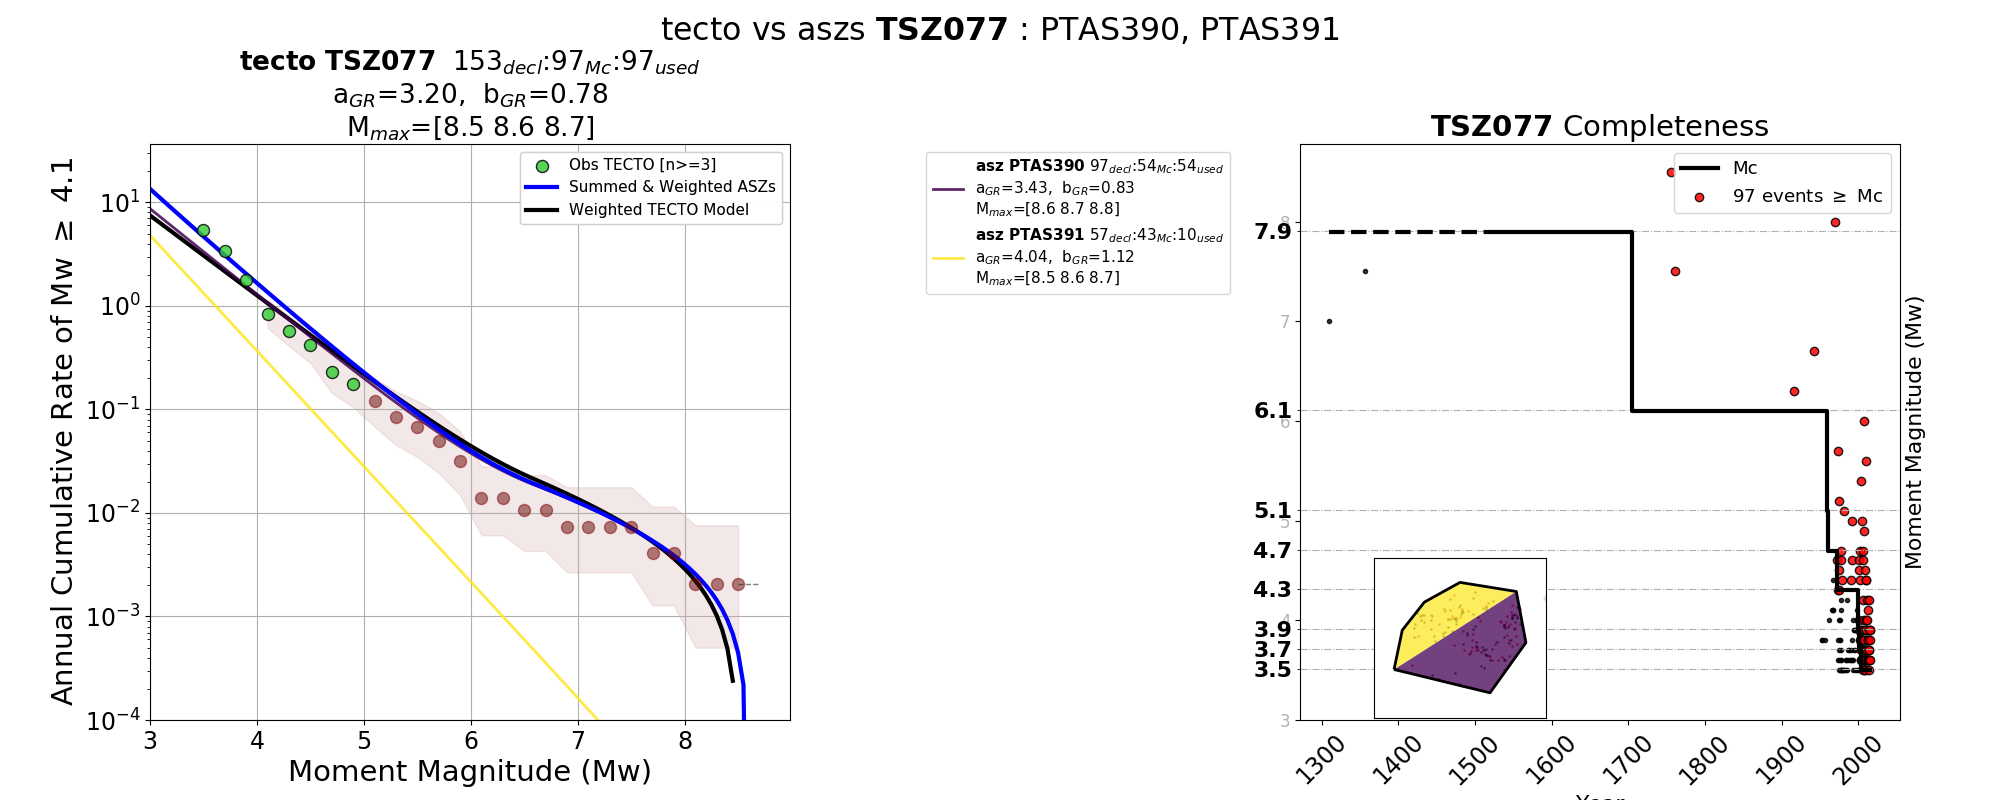 tecto vs aszs TSZ077 : PTAS390, PTAS391
tecto TSZ077 153decl:97Mc:97used
aGR=3.20, bGR=0.78
Mmax=[8.5 8.6 8.7]
Annual Cumulative Rate of Mw ≥ 4.1
10^1
10^0
10^-1
10^-2
10^-3
10^-4
3 4 5 6 7 8
Moment Magnitude (Mw)
Obs TECTO [n>=3]
Summed & Weighted ASZs
Weighted TECTO Model
asz PTAS390 97decl:54Mc:54used
aGR=3.43, bGR=0.83
Mmax=[8.6 8.7 8.8]
asz PTAS391 57decl:43Mc:10used
aGR=4.04, bGR=1.12
Mmax=[8.5 8.6 8.7]
TSZ077 Completeness
Mc
97 events ≥ Mc
8
7.9
7
6.1
6
5.1
5
4.7
4.3
3.9
3.7
3.5
3
1300 1400 1500 1600 1700 1800 1900 2000
Moment Magnitude (Mw)